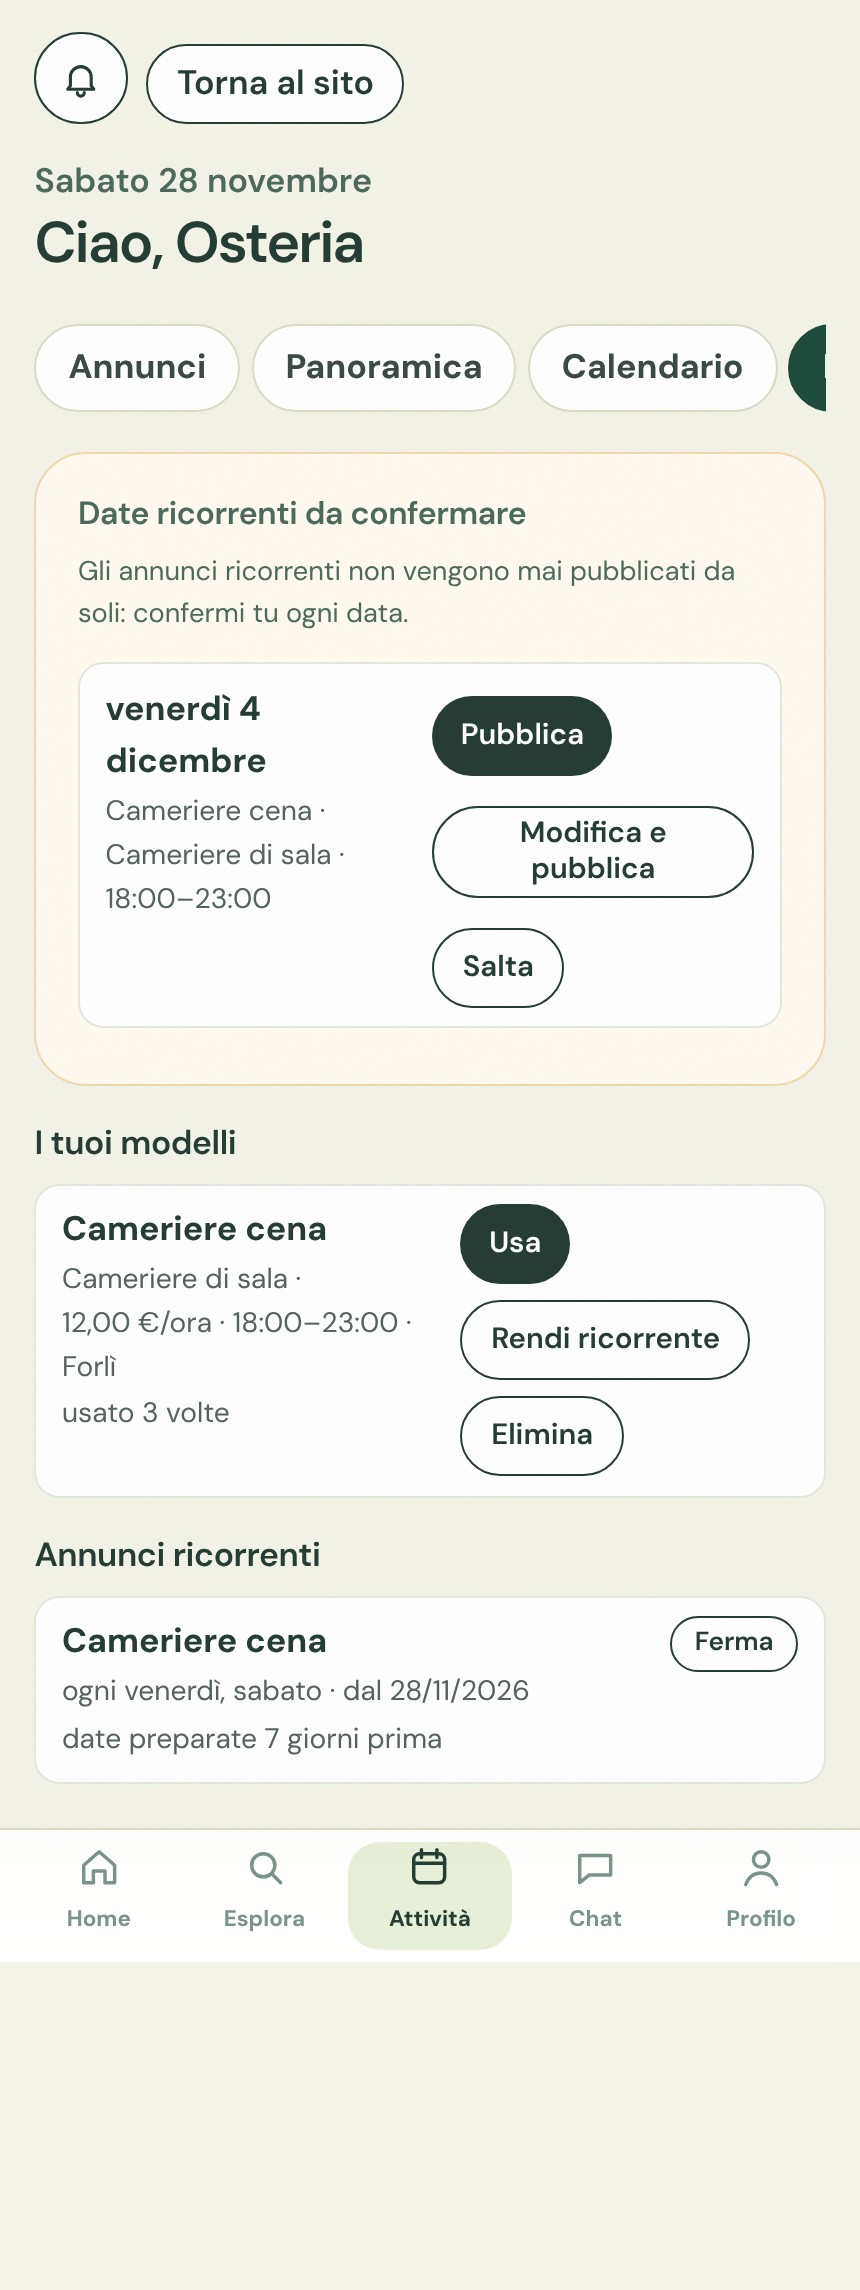 Torna al sito
Sabato 28 novembre
Ciao, Osteria
Annunci
Panoramica
Calendario
Date ricorrenti da confermare
Gli annunci ricorrenti non vengono mai pubblicati da
soli: confermi tu ogni data.
venerdì 4
dicembre
Cameriere cena ·
Cameriere di sala ·
18:00–23:00
Pubblica
Modifica e
pubblica
Salta
I tuoi modelli
Cameriere cena
Cameriere di sala ·
12,00 €/ora · 18:00–23:00 ·
Forlì
usato 3 volte
Usa
Rendi ricorrente
Elimina
Annunci ricorrenti
Cameriere cena
ogni venerdì, sabato · dal 28/11/2026
date preparate 7 giorni prima
Ferma
Home
Esplora
Attività
Chat
Profilo